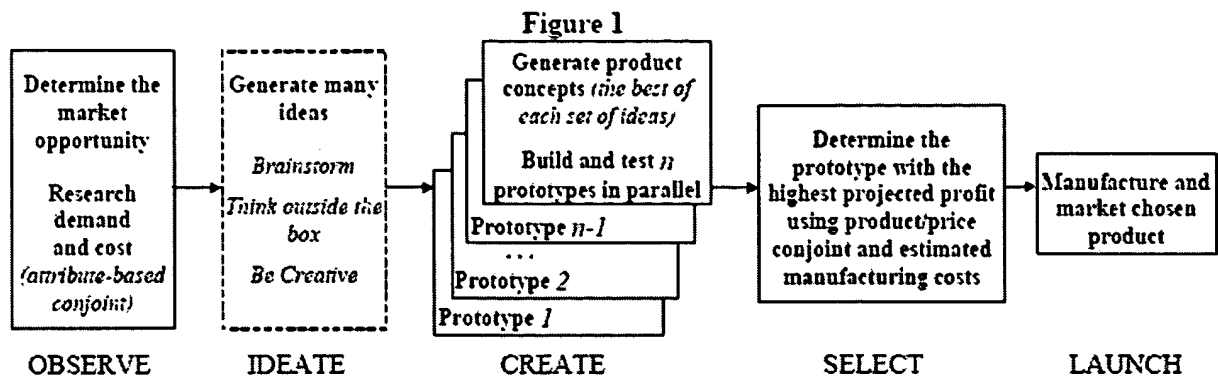 Figure 1
Determine the
market
opportunity
Research
demand
and cost
(attribute-based
conjoint)
OBSERVE
Generate many
ideas
Brainstorm
Think outside the
box
Be Creative
IDEATE
Generate product
concepts (the best of
each set of ideas)
Build and test n
prototypes in parallel
Prototype n-1
...
Prototype 2
Prototype 1
CREATE
Determine the
prototype with the
highest projected profit
using product/price
conjoint and estimated
manufacturing costs
SELECT
Manufacture and
market chosen
product
LAUNCH